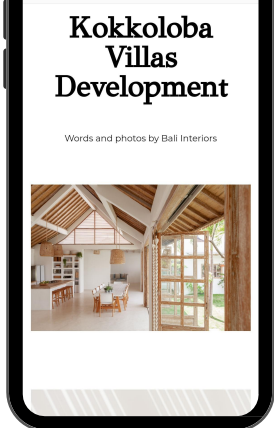 Kokkoloba
Villas
Development
Words and photos by Bali Interiors